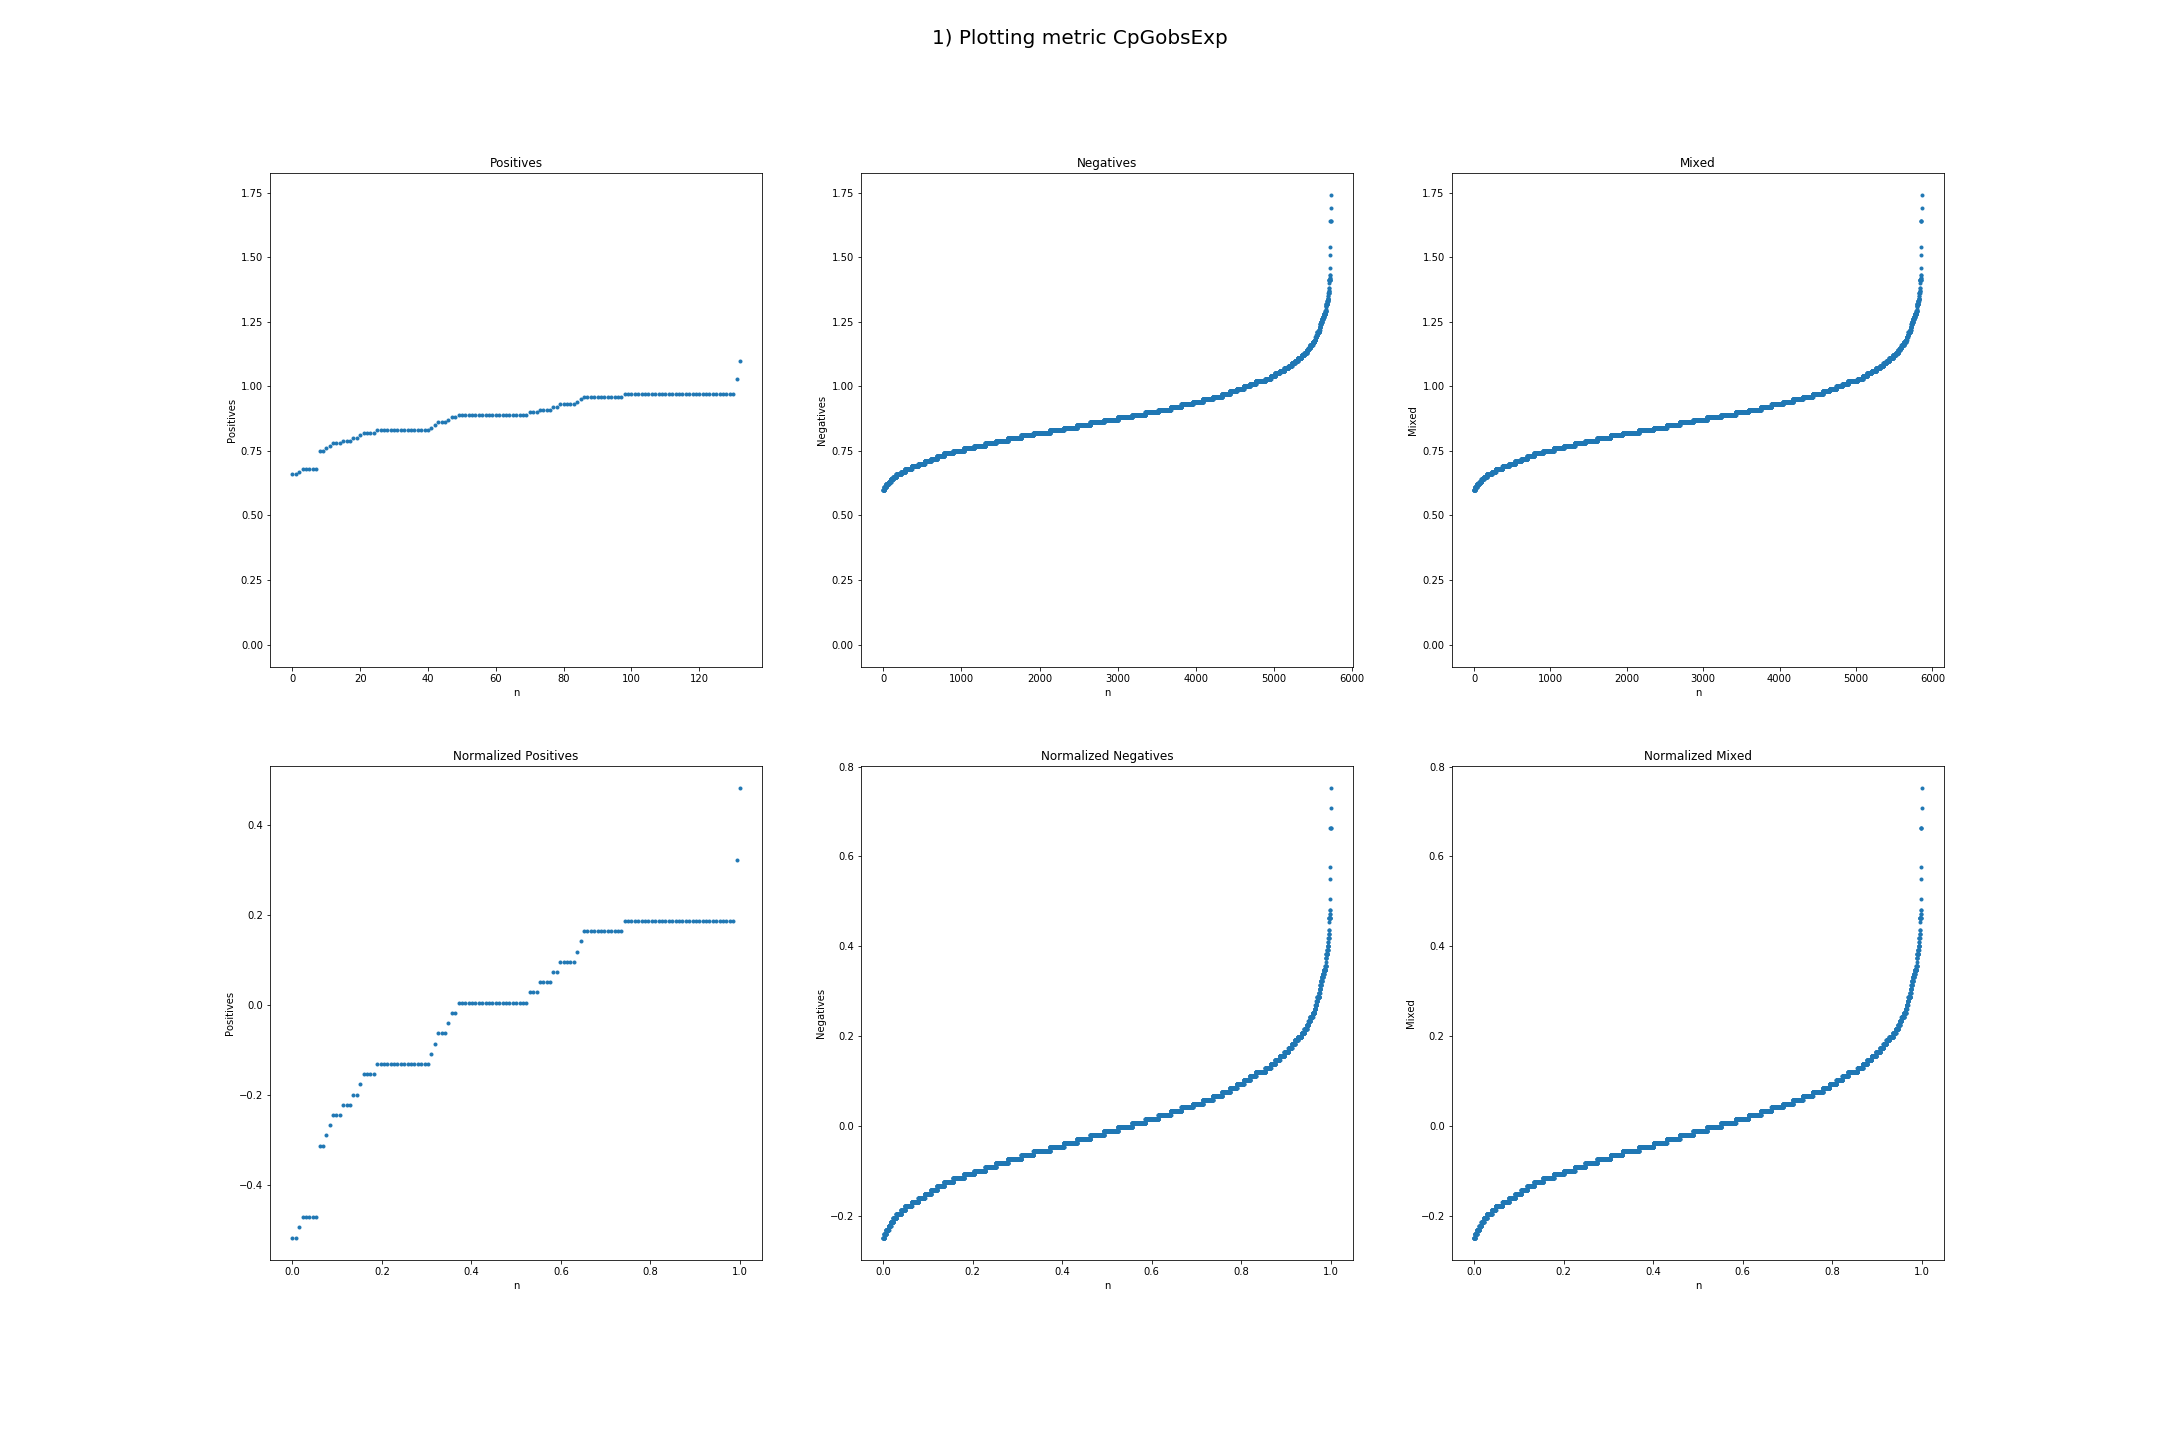 1) Plotting metric CpGobsExp
Positives
Negatives
Mixed
1.75
1.50
1.25
1.00
0.75
0.50
0.25
0.00
Positives
0 20 40 60 80 100 120
n
1.75
1.50
1.25
1.00
0.75
0.50
0.25
0.00
Negatives
0 1000 2000 3000 4000 5000 6000
n
1.75
1.50
1.25
1.00
0.75
0.50
0.25
0.00
Mixed
0 1000 2000 3000 4000 5000 6000
n
Normalized Positives
Normalized Negatives
Normalized Mixed
0.4
0.2
0.0
−0.2
−0.4
Positives
0.0 0.2 0.4 0.6 0.8 1.0
n
0.8
0.6
0.4
0.2
0.0
−0.2
Negatives
0.0 0.2 0.4 0.6 0.8 1.0
n
0.8
0.6
0.4
0.2
0.0
−0.2
Mixed
0.0 0.2 0.4 0.6 0.8 1.0
n